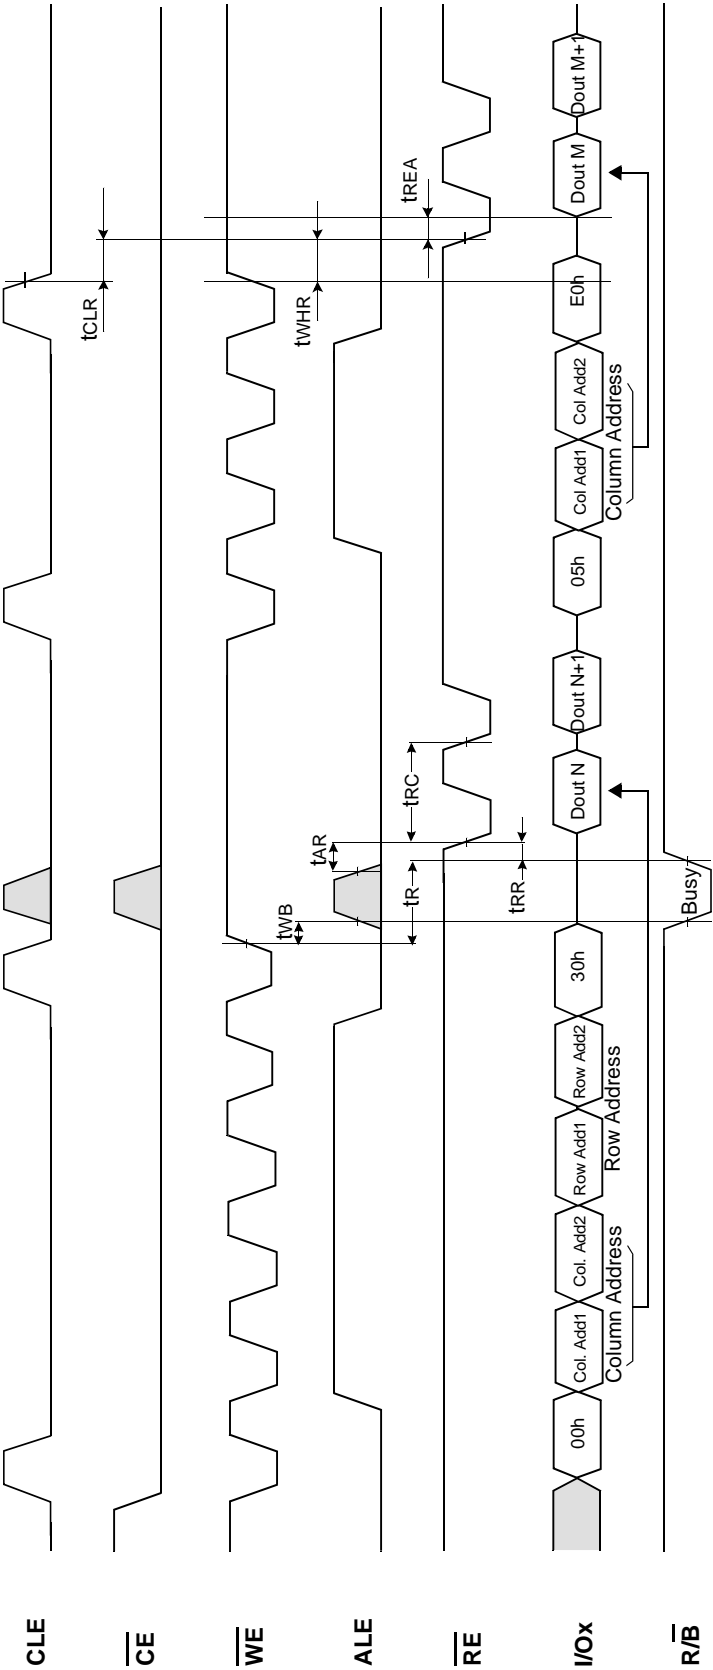 CLE
CE
WE
ALE
RE
I/Ox
R/B
tCLR
tWHR
tREA
tWB
tAR
tR
tRC
tRR
00h
Col. Add1
Col. Add2
Row Add1
Row Add2
30h
Dout N
Dout N+1
05h
Col Add1
Col Add2
E0h
Dout M
Dout M+1
Column Address
Row Address
Column Address
Busy